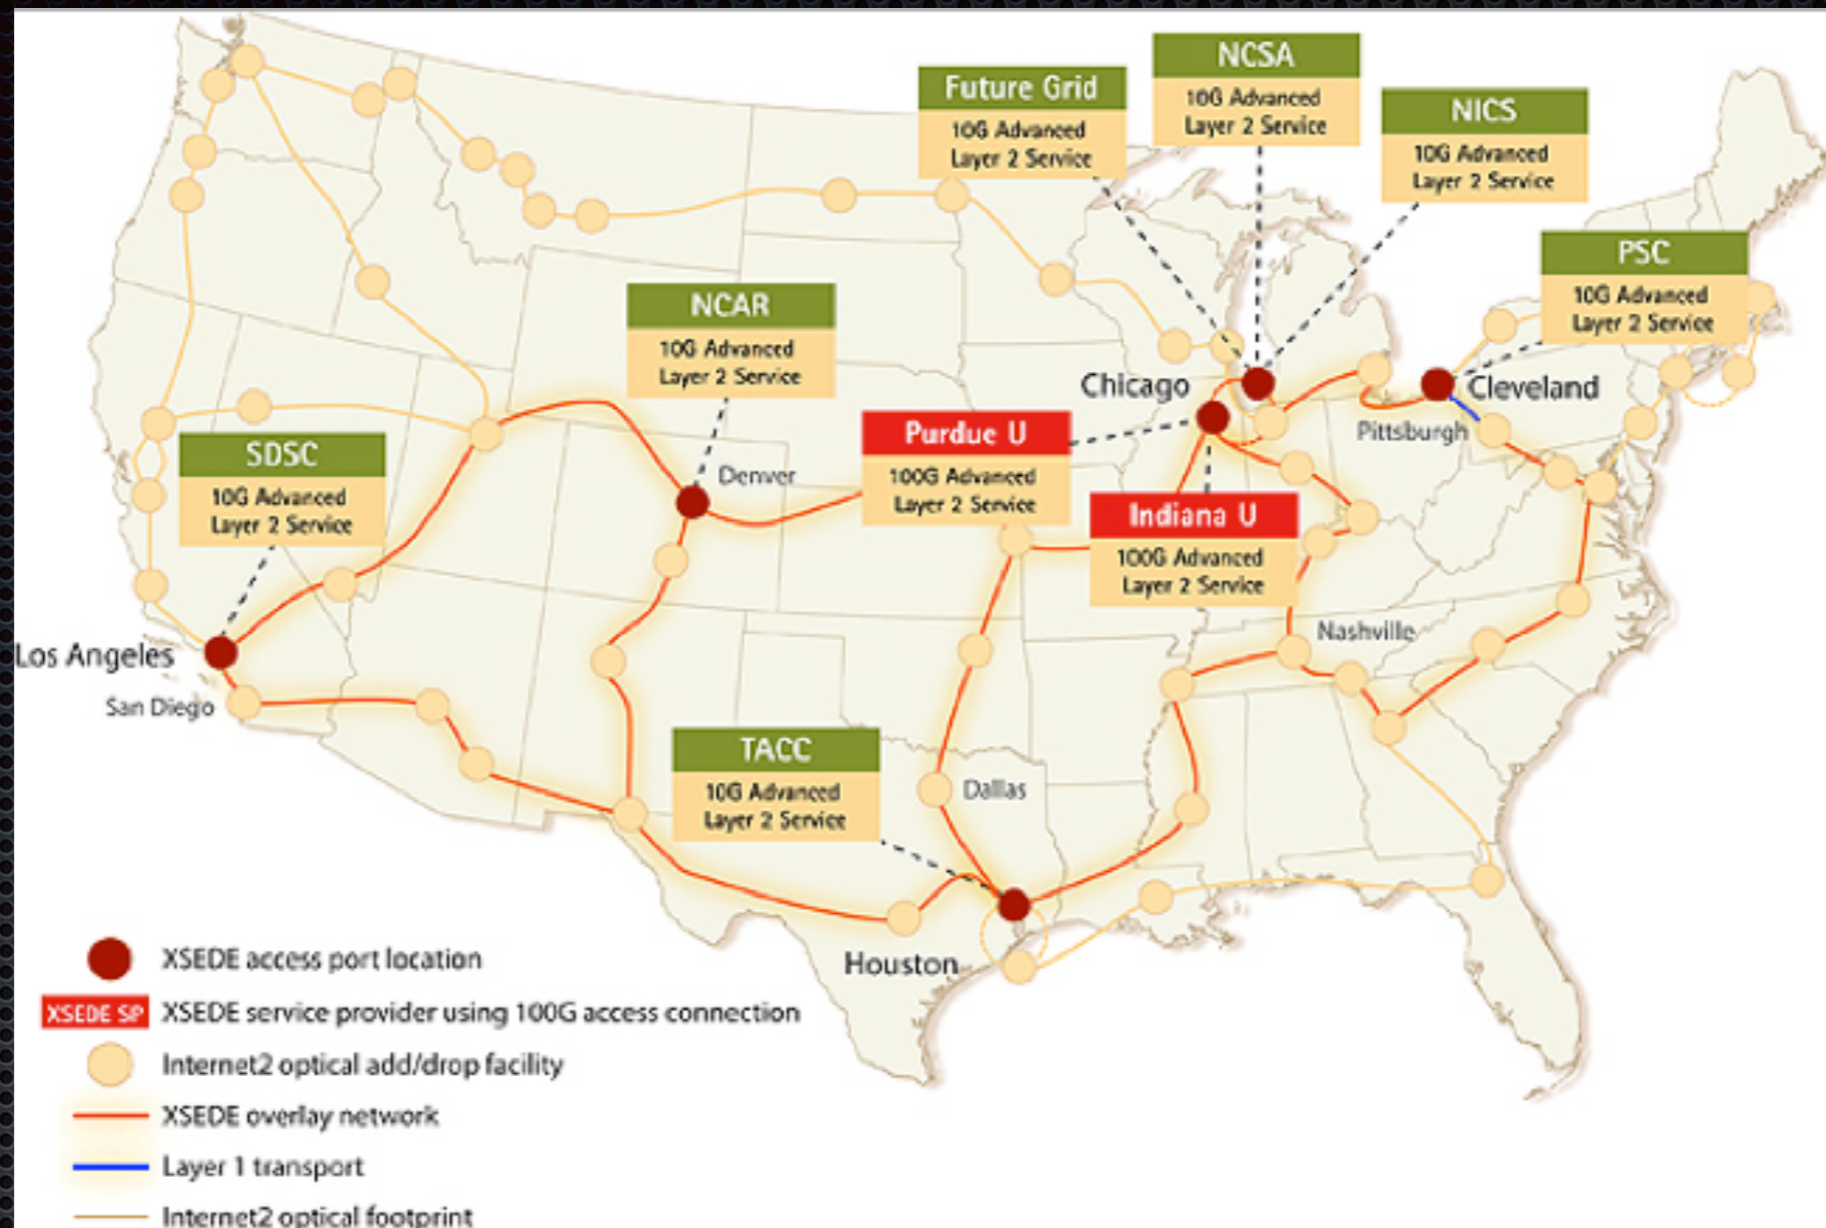 NCSA
10G Advanced
Layer 2 Service
Future Grid
10G Advanced
Layer 2 Service
NICS
10G Advanced
Layer 2 Service
PSC
10G Advanced
Layer 2 Service
NCAR
10G Advanced
Layer 2 Service
Chicago
Cleveland
Purdue U
100G Advanced
Layer 2 Service
Pittsburgh
SDSC
10G Advanced
Layer 2 Service
Denver
Indiana U
100G Advanced
Layer 2 Service
Los Angeles
Nashville
San Diego
TACC
10G Advanced
Layer 2 Service
Dallas
Houston
XSEDE access port location
XSEDE SP
XSEDE service provider using 100G access connection
Internet2 optical add/drop facility
XSEDE overlay network
Layer 1 transport
Internet2 optical footprint